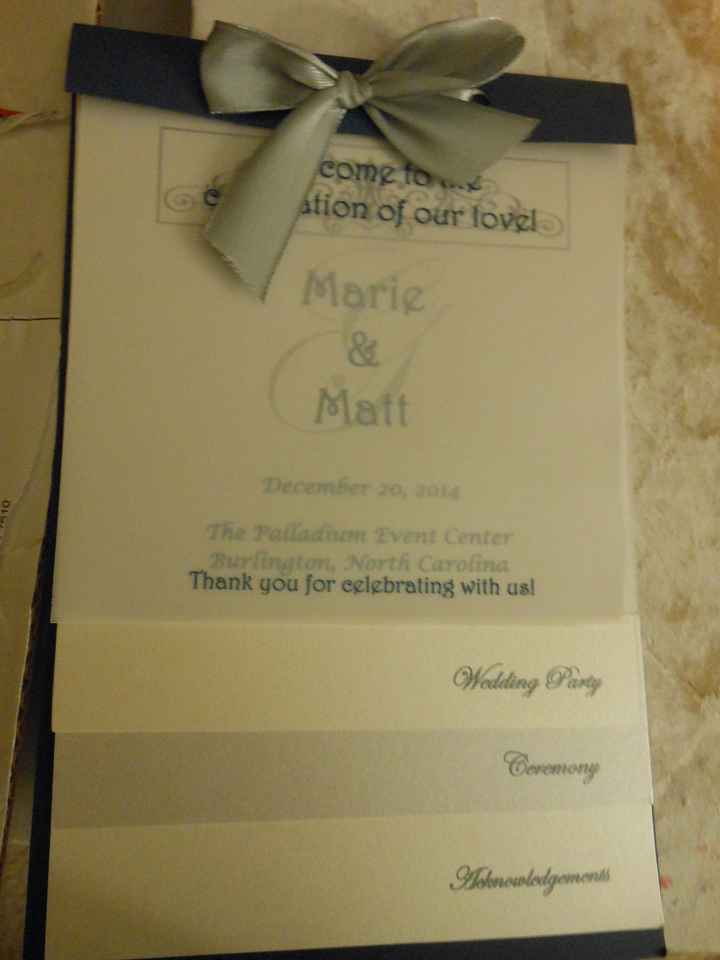 come to the
of our love!
Marie
&
Matt
December 20, 2014
The Palladium Event Center
Burlington, North Carolina
Thank you for celebrating with us!
Wedding Party
Ceremony
Acknowledgements